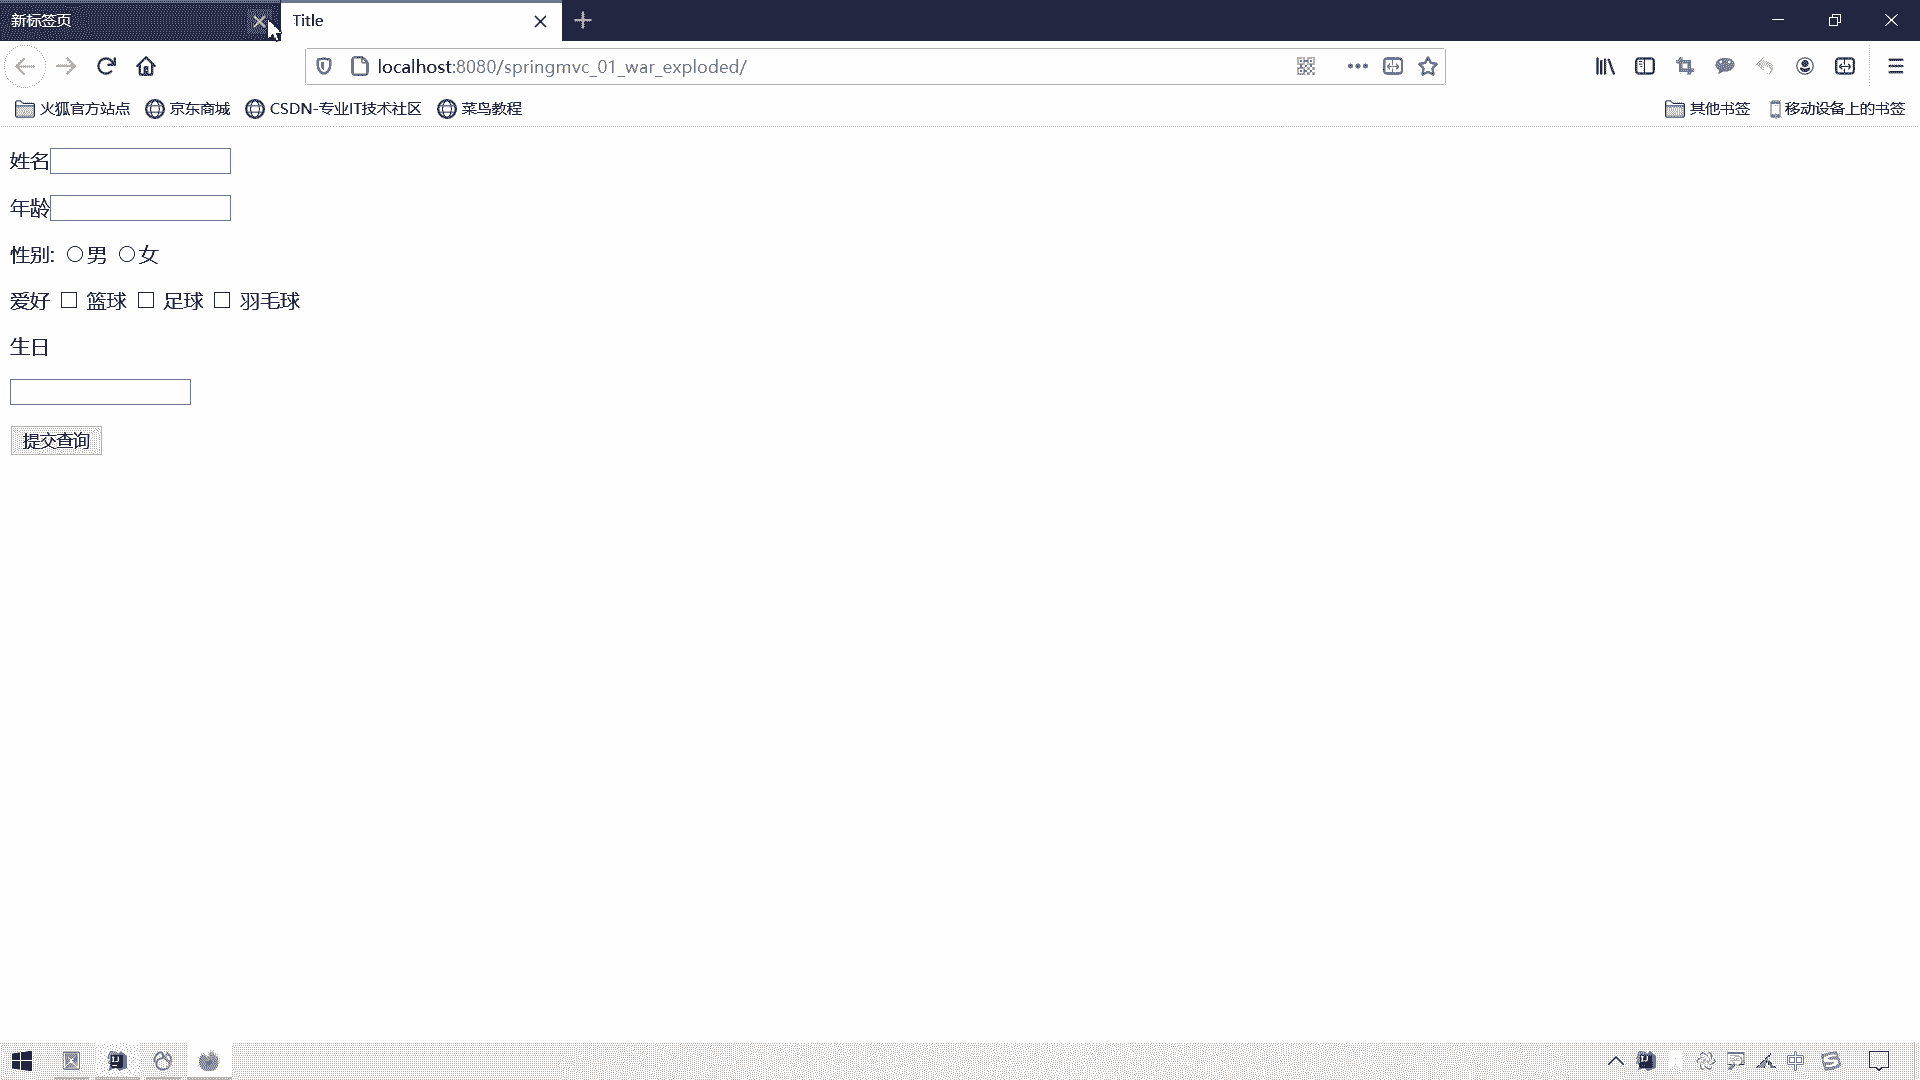 新标签页
Title
localhost:8080/springmvc_01_war_exploded/
火狐官方站点 京东商城 CSDN-专业IT技术社区 菜鸟教程 其他书签 移动设备上的书签
姓名
年龄
性别: 男 女
爱好 篮球 足球 羽毛球
生日
提交查询
中